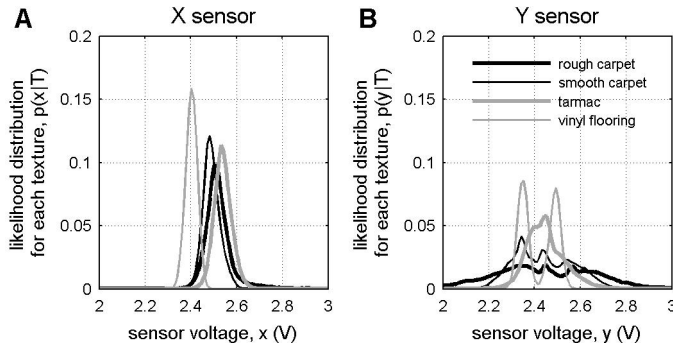 A
X sensor
likelihood distribution
for each texture, p(x|T)
0.2
0.15
0.1
0.05
0
2
2.2
2.4
2.6
2.8
3
sensor voltage, x (V)
B
Y sensor
likelihood distribution
for each texture, p(y|T)
0.2
0.15
0.1
0.05
0
rough carpet
smooth carpet
tarmac
vinyl flooring
2
2.2
2.4
2.6
2.8
3
sensor voltage, y (V)